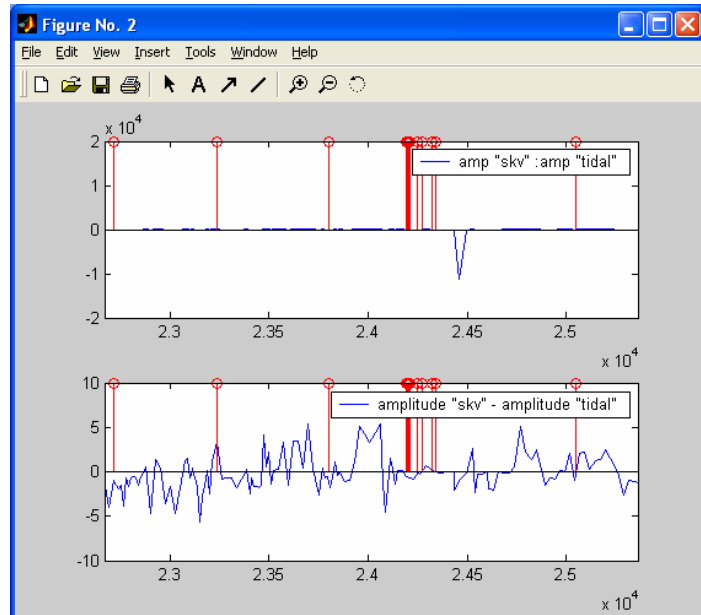 Figure No. 2
File Edit View Insert Tools Window Help
A
x 10^4
2
1
0
-1
-2
amp "skv" :amp "tidal"
2.3 2.35 2.4 2.45 2.5
x 10^4
10
5
0
-5
-10
amplitude "skv" - amplitude "tidal"
2.3 2.35 2.4 2.45 2.5
x 10^4